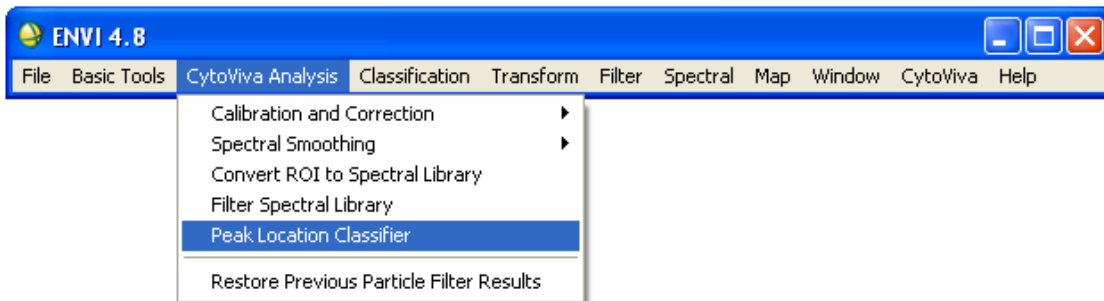 ENVI 4.8
File Basic Tools CytoViva Analysis Classification Transform Filter Spectral Map Window CytoViva Help
Calibration and Correction
Spectral Smoothing
Convert ROI to Spectral Library
Filter Spectral Library
Peak Location Classifier
Restore Previous Particle Filter Results